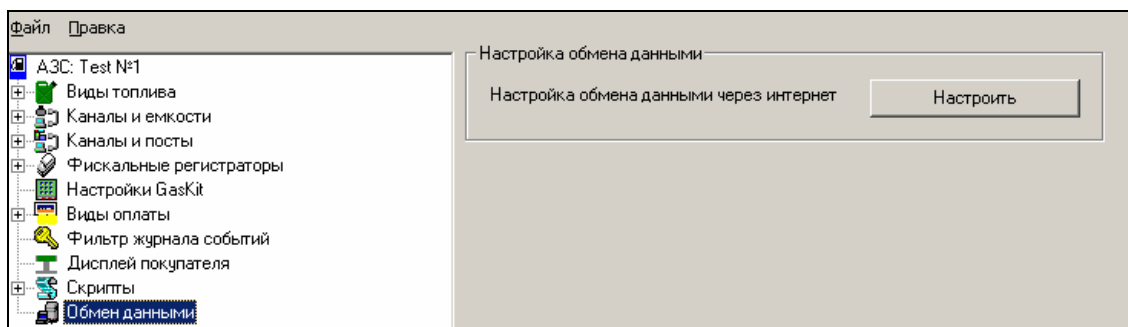 Файл Правка
АЗС: Test №1
Виды топлива
Каналы и емкости
Каналы и посты
Фискальные регистраторы
Настройки GasKit
Виды оплаты
Фильтр журнала событий
Дисплей покупателя
Скрипты
Обмен данными
Настройка обмена данными
Настройка обмена данными через интернет
Настроить